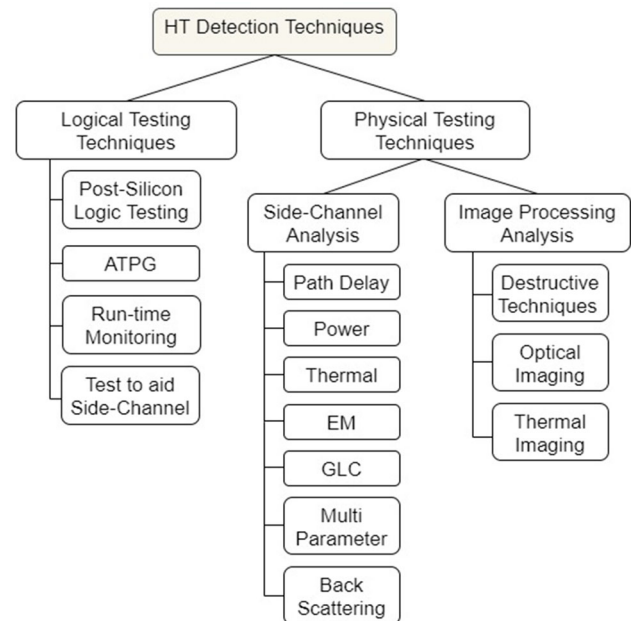 HT Detection Techniques
Logical Testing
Techniques
Post-Silicon
Logic Testing
ATPG
Run-time
Monitoring
Test to aid
Side-Channel
Physical Testing
Techniques
Side-Channel
Analysis
Path Delay
Power
Thermal
EM
GLC
Multi
Parameter
Back
Scattering
Image Processing
Analysis
Destructive
Techniques
Optical
Imaging
Thermal
Imaging